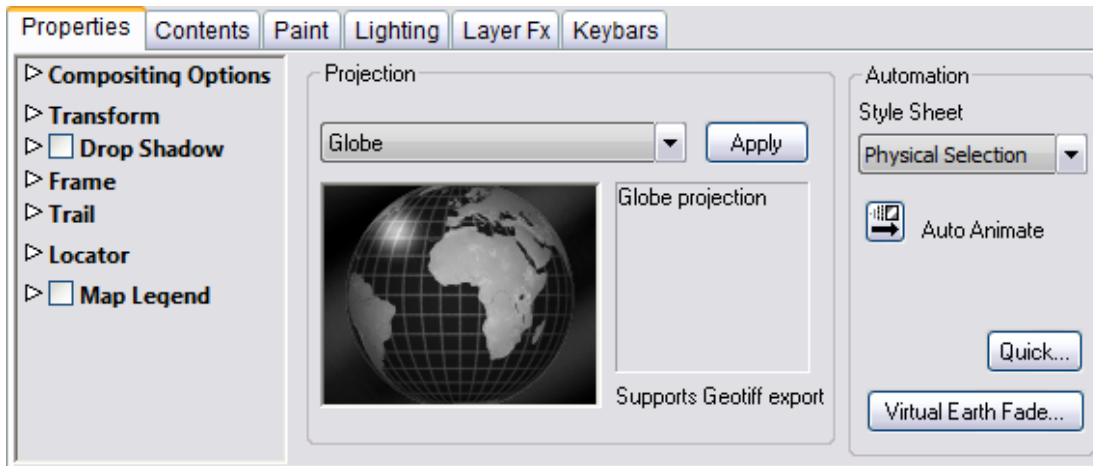 Properties Contents Paint Lighting Layer Fx Keybars
Compositing Options
Transform
Drop Shadow
Frame
Trail
Locator
Map Legend
Projection
Globe Apply
Globe projection
Supports Geotiff export
Automation
Style Sheet
Physical Selection
Auto Animate
Quick...
Virtual Earth Fade...